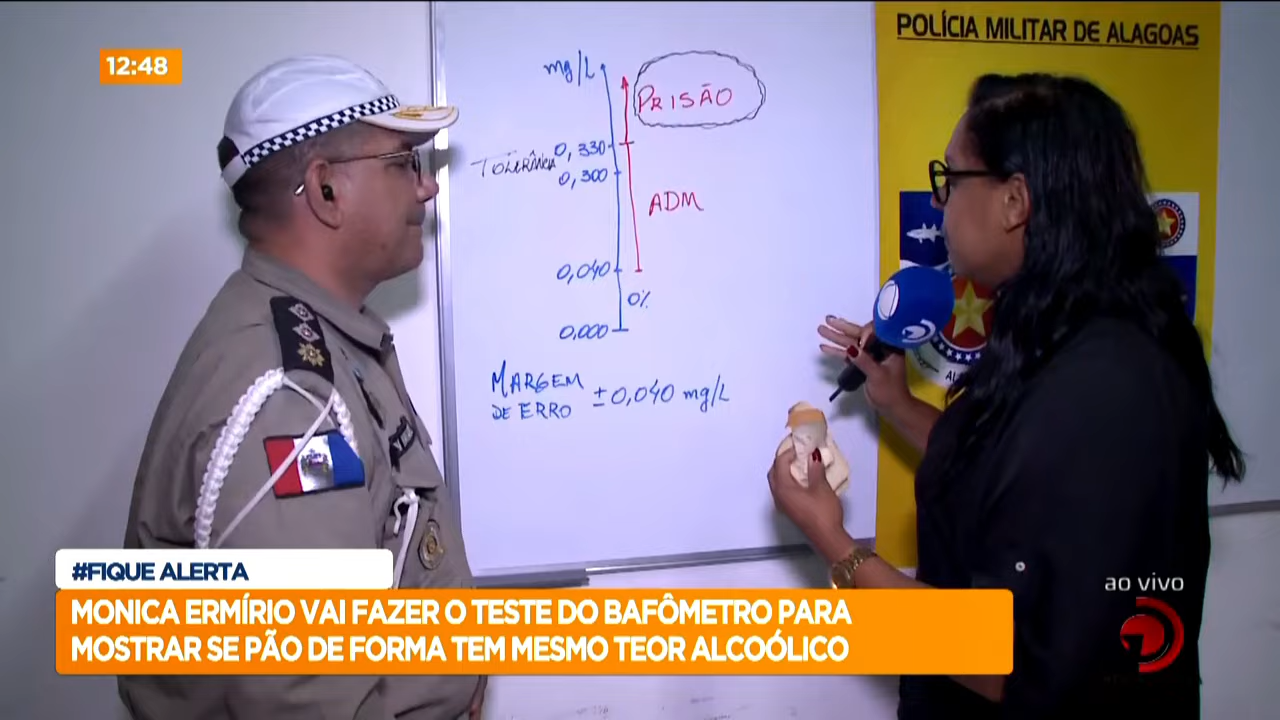 12:48
POLÍCIA MILITAR DE ALAGOAS
mg/L
PRISÃO
TOLERÂNCIA
0,330
0,300
ADM
0,040
0%
0,000
MARGEM
DE ERRO
± 0,040 mg/L
#FIQUE ALERTA
MONICA ERMÍRIO VAI FAZER O TESTE DO BAFÔMETRO PARA
MOSTRAR SE PÃO DE FORMA TEM MESMO TEOR ALCOÓLICO
ao vivo